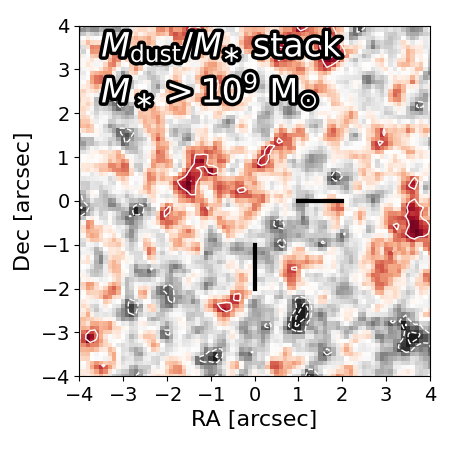 M_dust/M_* stack
M_* > 10^9 M_⊙
4
3
2
1
0
−1
−2
−3
−4
Dec [arcsec]
−4 −3 −2 −1 0 1 2 3 4
RA [arcsec]